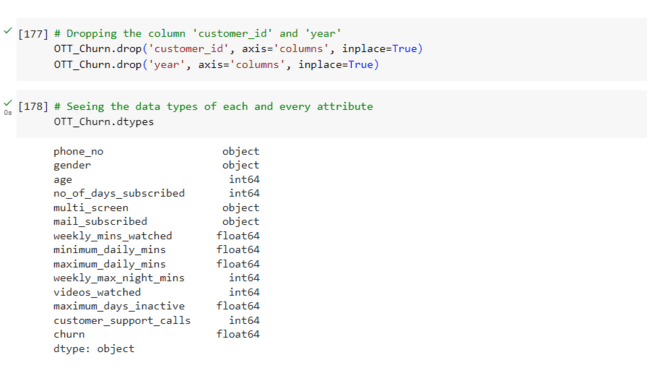 [177] # Dropping the column 'customer_id' and 'year'
OTT_Churn.drop('customer_id', axis='columns', inplace=True)
OTT_Churn.drop('year', axis='columns', inplace=True)
[178] # Seeing the data types of each and every attribute
0s OTT_Churn.dtypes
phone_no object
gender object
age int64
no_of_days_subscribed int64
multi_screen object
mail_subscribed object
weekly_mins_watched float64
minimum_daily_mins float64
maximum_daily_mins float64
weekly_max_night_mins int64
videos_watched int64
maximum_days_inactive float64
customer_support_calls int64
churn float64
dtype: object